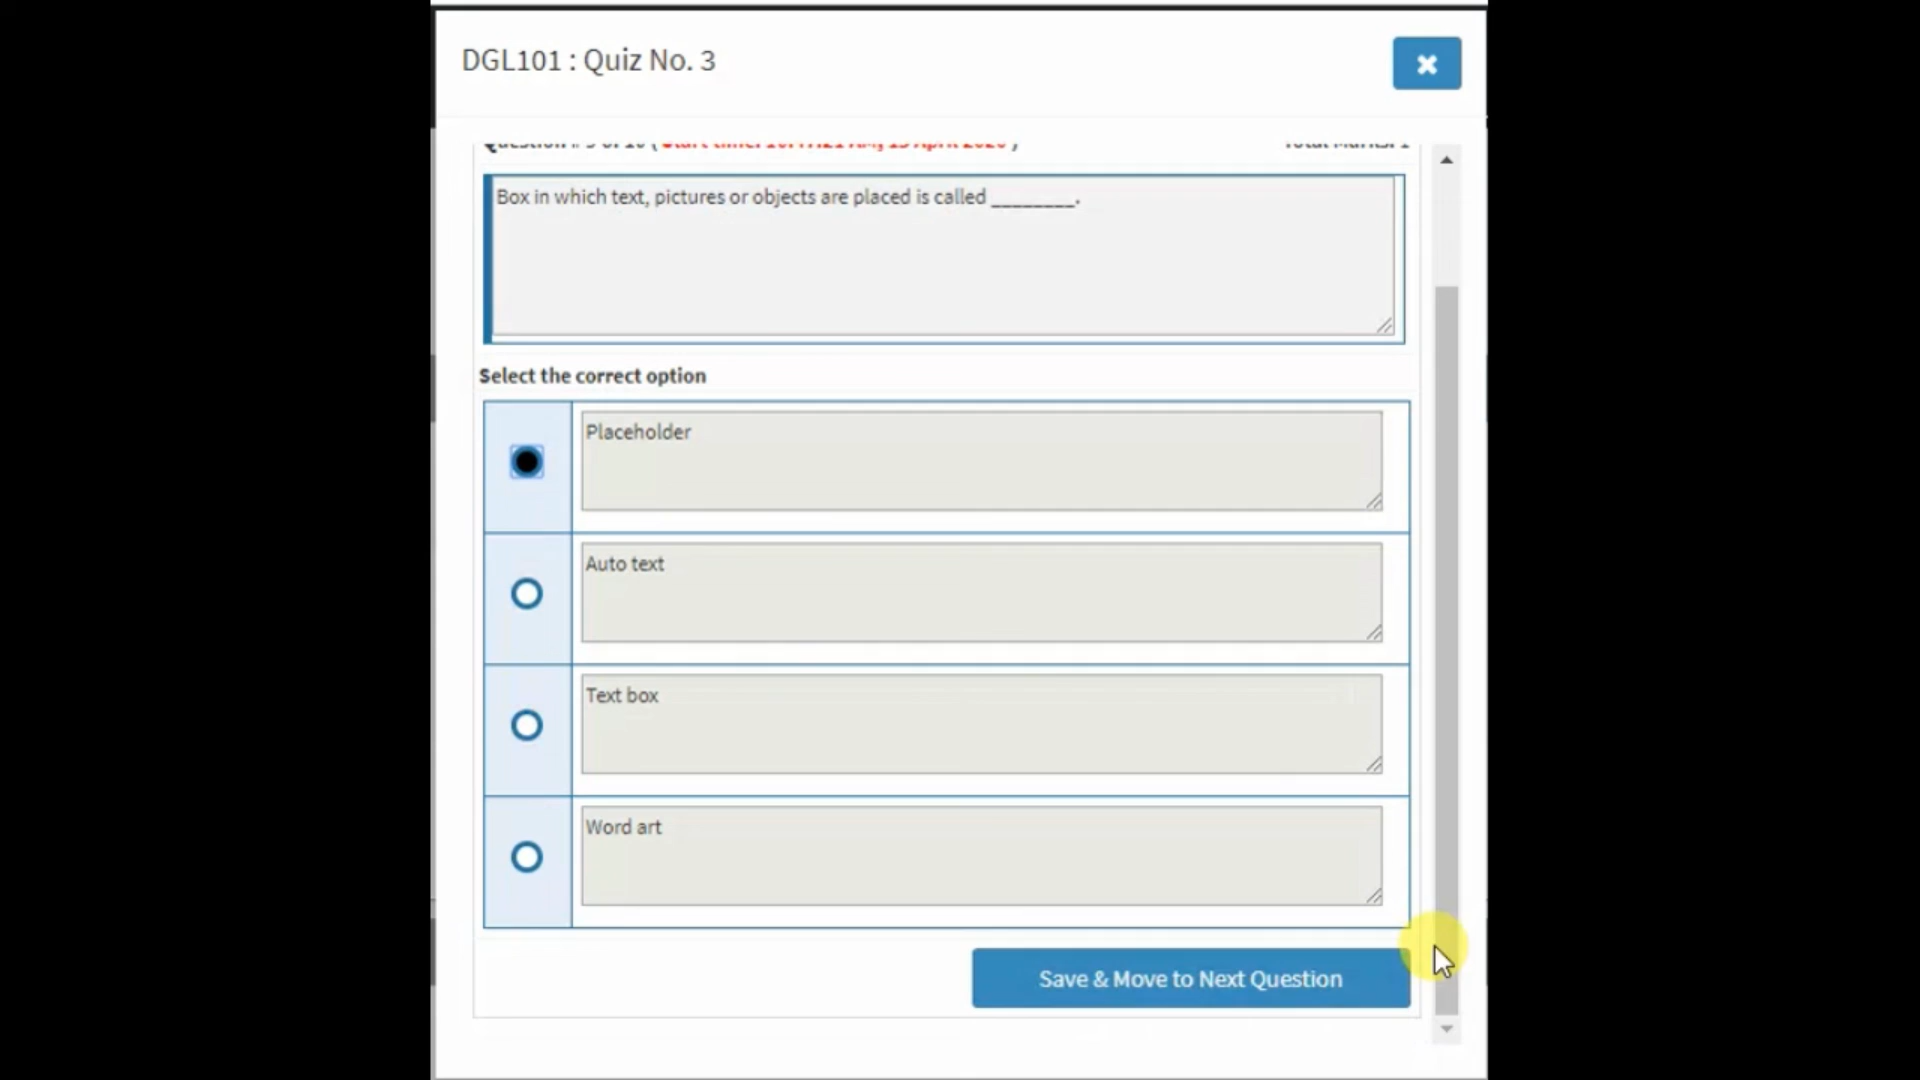 DGL101 : Quiz No. 3
Box in which text, pictures or objects are placed is called ________.
Select the correct option
Placeholder
Auto text
Text box
Word art
Save & Move to Next Question